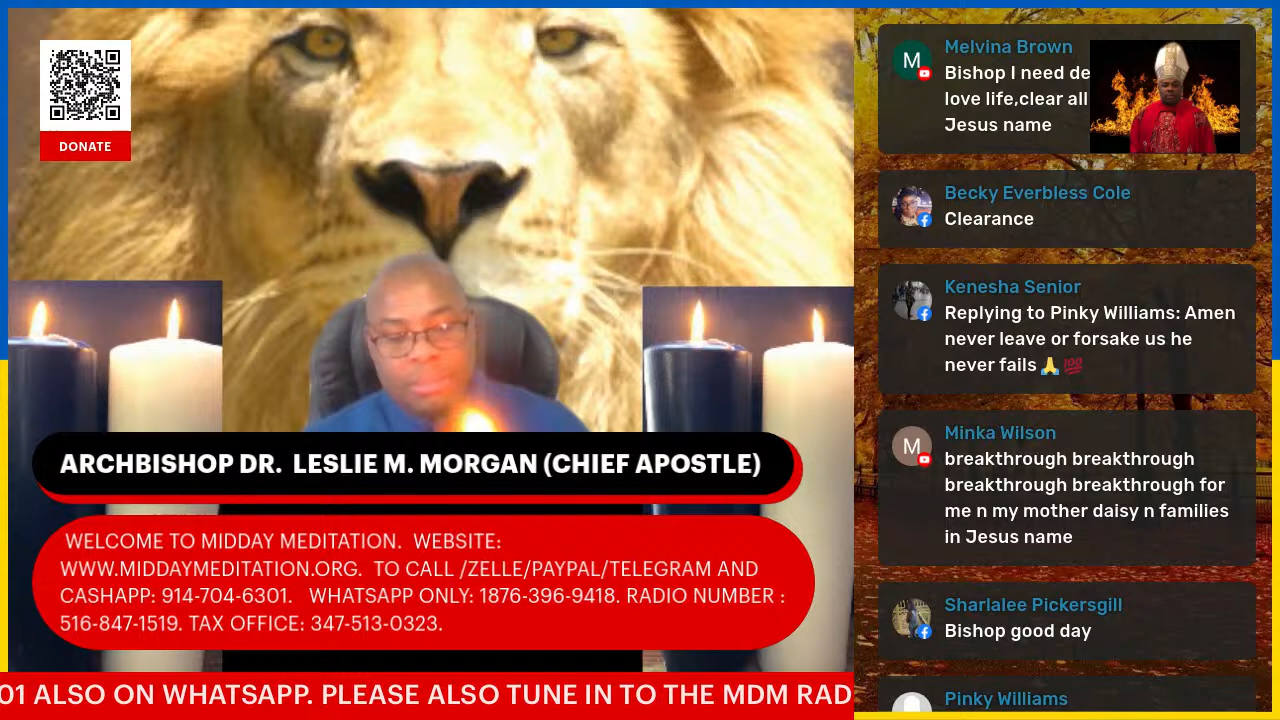 DONATE
ARCHBISHOP DR. LESLIE M. MORGAN (CHIEF APOSTLE)
WELCOME TO MIDDAY MEDITATION. WEBSITE:
WWW.MIDDAYMEDITATION.ORG. TO CALL /ZELLE/PAYPAL/TELEGRAM AND
CASHAPP: 914-704-6301. WHATSAPP ONLY: 1876-396-9418. RADIO NUMBER :
516-847-1519. TAX OFFICE: 347-513-0323.
01 ALSO ON WHATSAPP. PLEASE ALSO TUNE IN TO THE MDM RAD
M
Melvina Brown
Bishop I need de
love life,clear all
Jesus name
Becky Everbless Cole
Clearance
Kenesha Senior
Replying to Pinky Williams: Amen
never leave or forsake us he
never fails 🙏 💯
M
Minka Wilson
breakthrough breakthrough
breakthrough breakthrough for
me n my mother daisy n families
in Jesus name
Sharlalee Pickersgill
Bishop good day
Pinky Williams